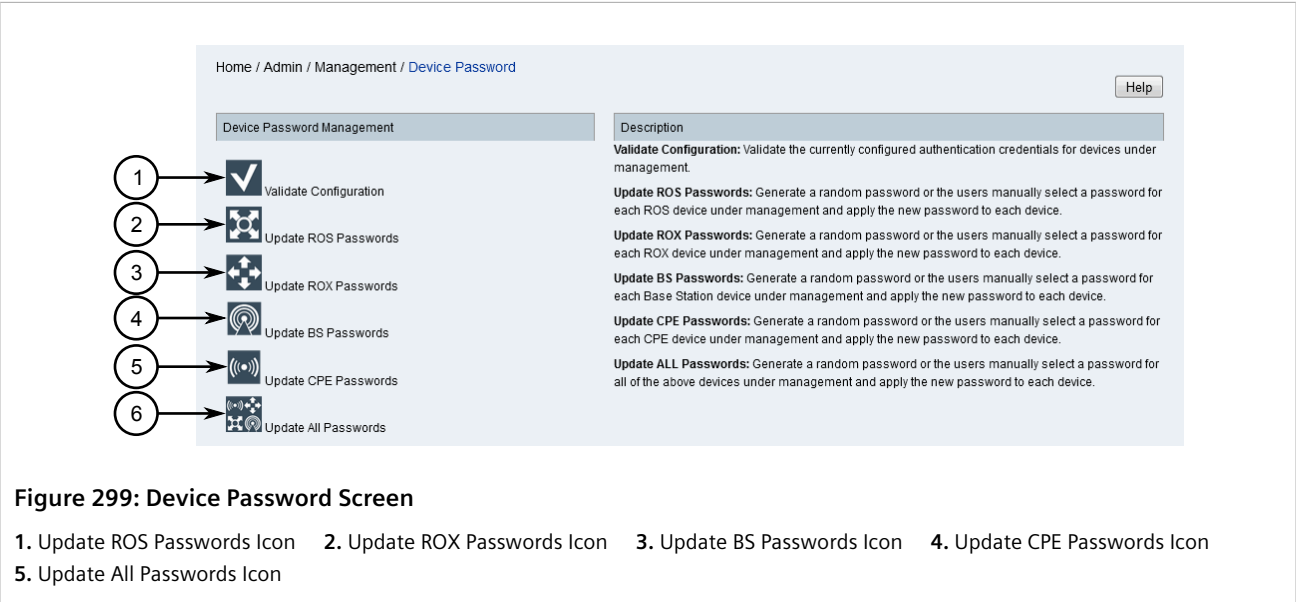 Home / Admin / Management / Device Password
Help
Device Password Management
1
Validate Configuration
2
Update ROS Passwords
3
Update ROX Passwords
4
Update BS Passwords
5
Update CPE Passwords
6
Update All Passwords
Description
Validate Configuration: Validate the currently configured authentication credentials for devices under
management.
Update ROS Passwords: Generate a random password or the users manually select a password for
each ROS device under management and apply the new password to each device.
Update ROX Passwords: Generate a random password or the users manually select a password for
each ROX device under management and apply the new password to each device.
Update BS Passwords: Generate a random password or the users manually select a password for
each Base Station device under management and apply the new password to each device.
Update CPE Passwords: Generate a random password or the users manually select a password for
each CPE device under management and apply the new password to each device.
Update ALL Passwords: Generate a random password or the users manually select a password for
all of the above devices under management and apply the new password to each device.
Figure 299: Device Password Screen
1. Update ROS Passwords Icon 2. Update ROX Passwords Icon 3. Update BS Passwords Icon 4. Update CPE Passwords Icon
5. Update All Passwords Icon